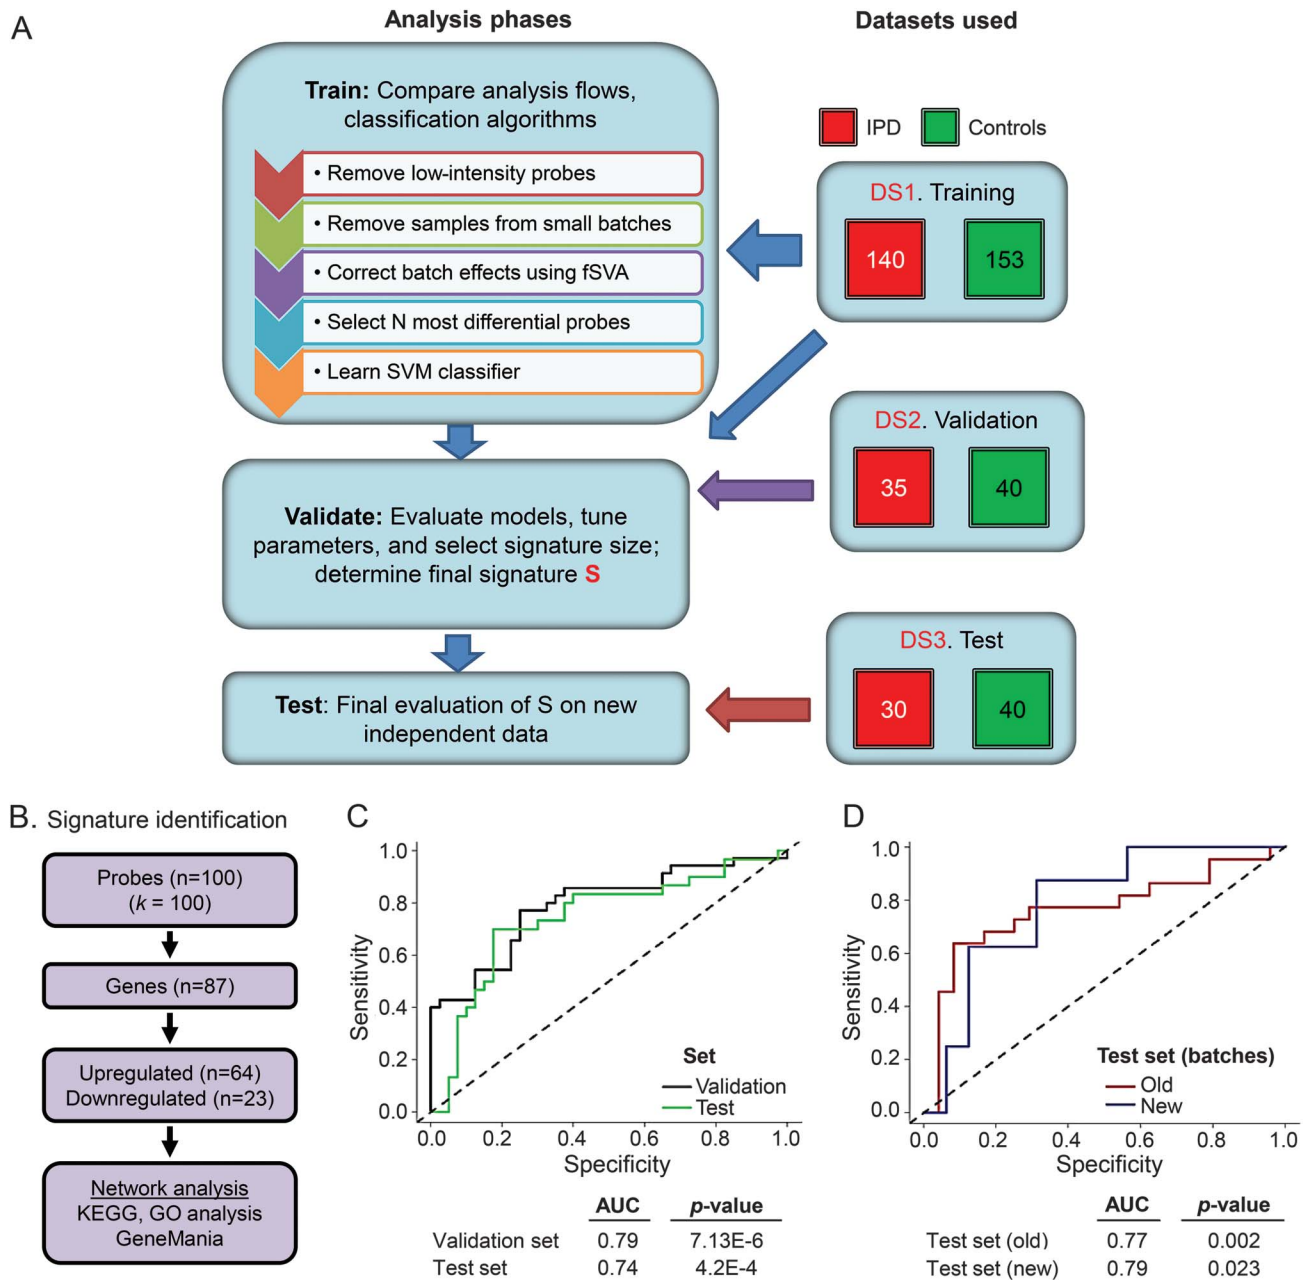 A
Analysis phases
Datasets used
Train: Compare analysis flows,
classification algorithms
• Remove low-intensity probes
• Remove samples from small batches
• Correct batch effects using fSVA
• Select N most differential probes
• Learn SVM classifier
IPD
Controls
DS1. Training
140
153
Validate: Evaluate models, tune
parameters, and select signature size;
determine final signature S
DS2. Validation
35
40
Test: Final evaluation of S on new
independent data
DS3. Test
30
40
B. Signature identification
Probes (n=100)
(k = 100)
Genes (n=87)
Upregulated (n=64)
Downregulated (n=23)
Network analysis
KEGG, GO analysis
GeneMania
C
Sensitivity
1.0
0.8
0.6
0.4
0.2
0.0
Set
Validation
Test
0.0 0.2 0.4 0.6 0.8 1.0
Specificity
AUC p-value
Validation set 0.79 7.13E-6
Test set 0.74 4.2E-4
D
Sensitivity
1.0
0.8
0.6
0.4
0.2
0.0
Test set (batches)
Old
New
0.0 0.2 0.4 0.6 0.8 1.0
Specificity
AUC p-value
Test set (old) 0.77 0.002
Test set (new) 0.79 0.023